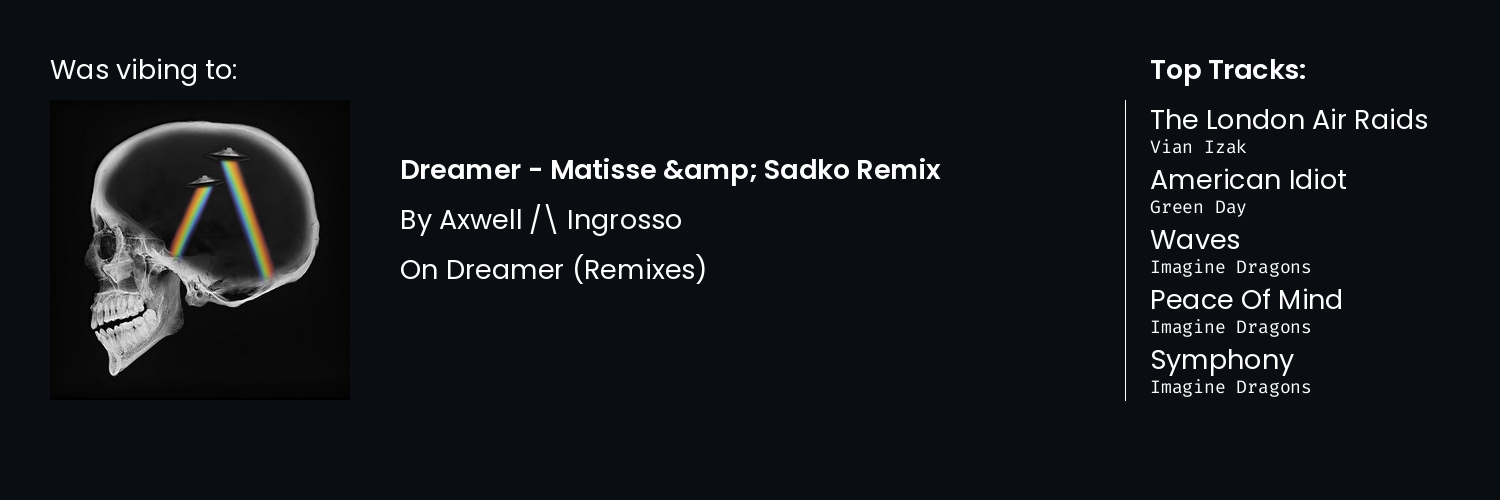 Was vibing to:
Dreamer - Matisse &amp; Sadko Remix
By Axwell /\ Ingrosso
On Dreamer (Remixes)
Top Tracks:
The London Air Raids
Vian Izak
American Idiot
Green Day
Waves
Imagine Dragons
Peace Of Mind
Imagine Dragons
Symphony
Imagine Dragons